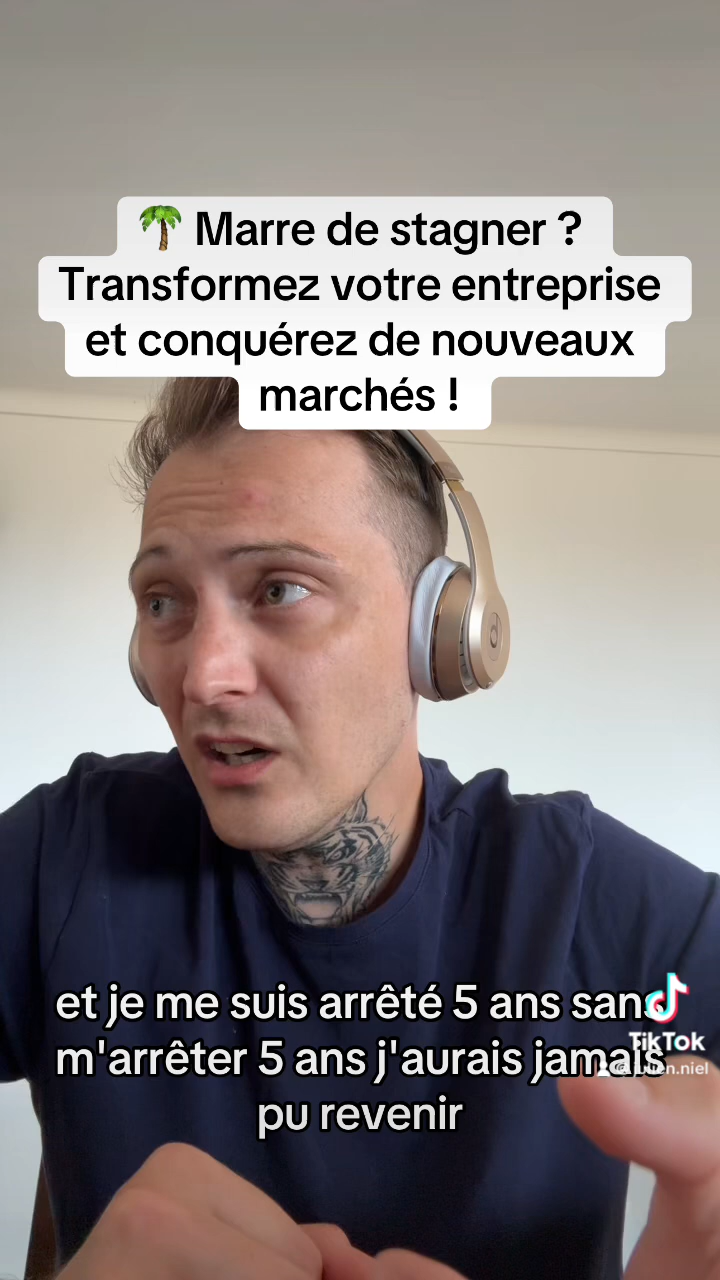 🌴 Marre de stagner ?
Transformez votre entreprise
et conquérez de nouveaux
marchés !
et je me suis arrêté 5 ans sans
m'arrêter 5 ans j'aurais jamais
pu revenir
TikTok